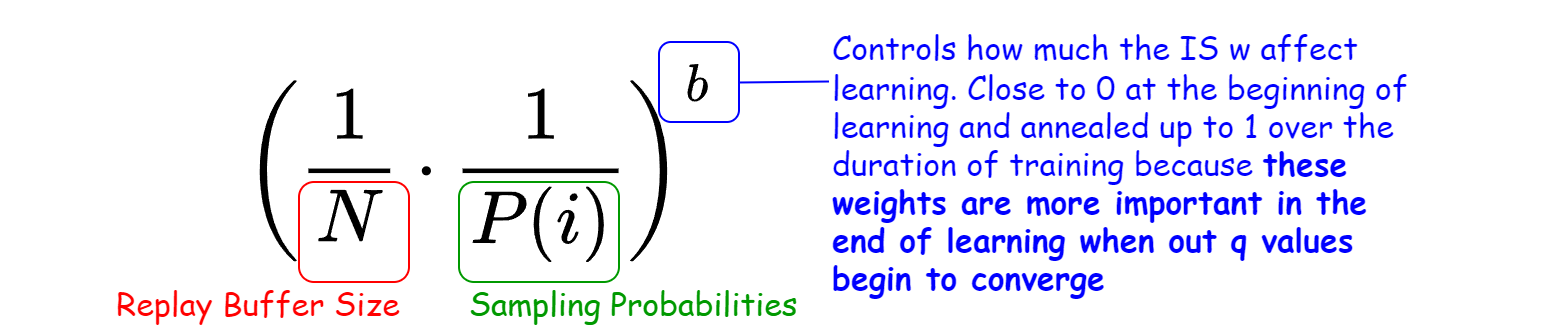 (1/N · 1/P(i))^b
Replay Buffer Size
Sampling Probabilities
Controls how much the IS w affect
learning. Close to 0 at the beginning of
learning and annealed up to 1 over the
duration of training because these
weights are more important in the
end of learning when out q values
begin to converge